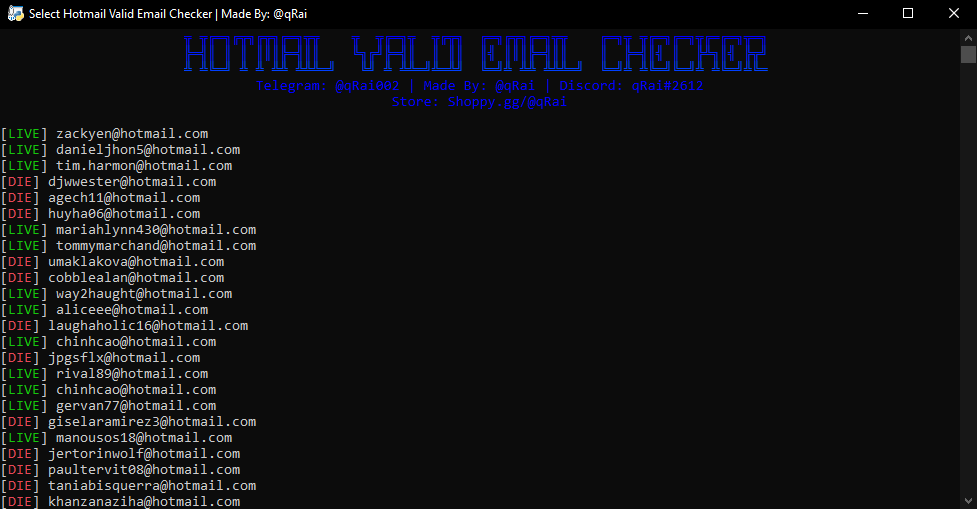 Select Hotmail Valid Email Checker | Made By: @qRai
HOTMAIL VALID EMAIL CHECKER
Telegram: @qRai002 | Made By: @qRai | Discord: qRai#2612
Store: Shoppy.gg/@qRai
[LIVE] zackyen@hotmail.com
[LIVE] danieljhon5@hotmail.com
[LIVE] tim.harmon@hotmail.com
[DIE] djwwester@hotmail.com
[DIE] agech11@hotmail.com
[DIE] huyha06@hotmail.com
[LIVE] mariahlynn430@hotmail.com
[LIVE] tommymarchand@hotmail.com
[DIE] umaklakova@hotmail.com
[DIE] cobblealan@hotmail.com
[LIVE] way2haught@hotmail.com
[LIVE] aliceee@hotmail.com
[DIE] laughaholic16@hotmail.com
[LIVE] chinhcao@hotmail.com
[DIE] jpgsflx@hotmail.com
[LIVE] rival89@hotmail.com
[LIVE] chinhcao@hotmail.com
[LIVE] gervan77@hotmail.com
[DIE] giselaramirez3@hotmail.com
[LIVE] manousos18@hotmail.com
[DIE] jertorinwolf@hotmail.com
[DIE] paultervit08@hotmail.com
[DIE] taniabisquerra@hotmail.com
[DIE] khanzanaziha@hotmail.com